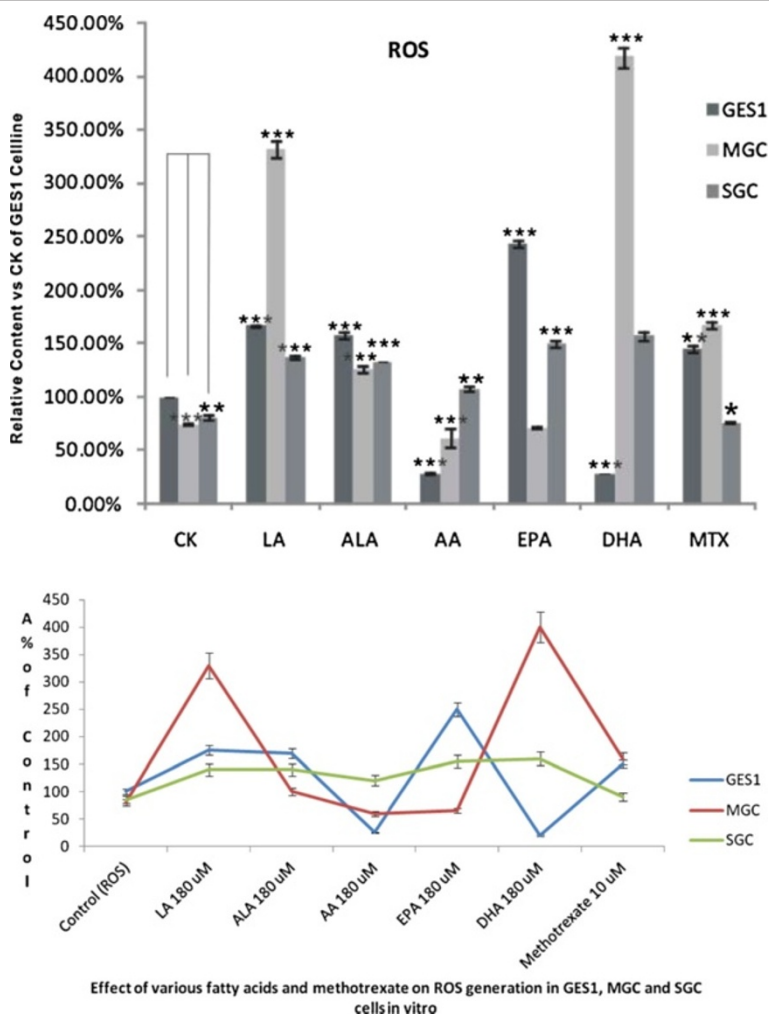 450.00%
ROS
400.00%
350.00%
300.00%
250.00%
200.00%
150.00%
100.00%
50.00%
0.00%
Relative Content vs CK of GES1 Cellline
GES1
MGC
SGC
***
***
***
***
***
***
***
***
***
***
**
***
**
***
*
***
***
***
**
CK LA ALA AA EPA DHA MTX
A % of Control
450
400
350
300
250
200
150
100
50
0
GES1
MGC
SGC
Control (ROS)
LA 180 uM
ALA 180 uM
AA 180 uM
EPA 180 uM
DHA 180 uM
Methotrexate 10 uM
Effect of various fatty acids and methotrexate on ROS generation in GES1, MGC and SGC
cells in vitro